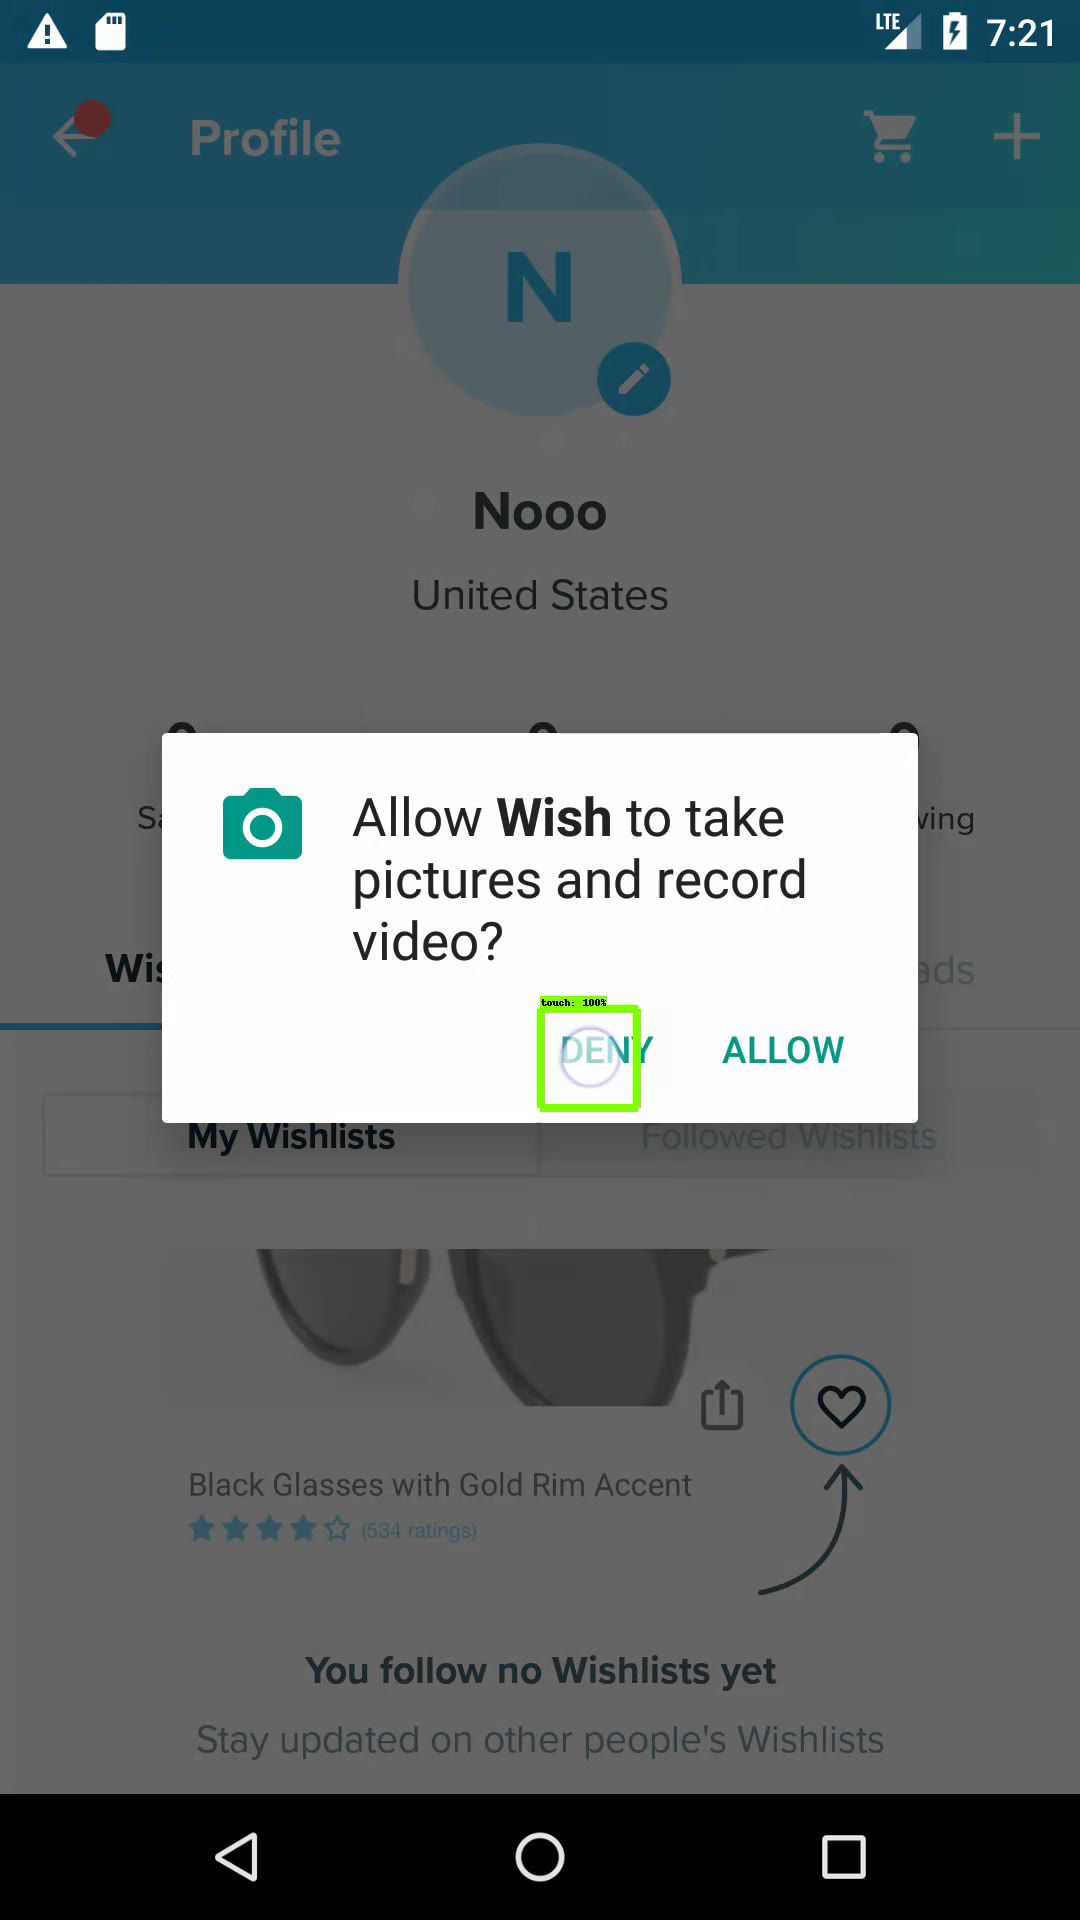 LTE 7:21
Profile
N
Nooo
United States
0 0 0
Sa wing
Allow Wish to take
pictures and record
video?
Wis ads
touch: 100%
DENY ALLOW
My Wishlists Followed Wishlists
Black Glasses with Gold Rim Accent
(534 ratings)
You follow no Wishlists yet
Stay updated on other people's Wishlists